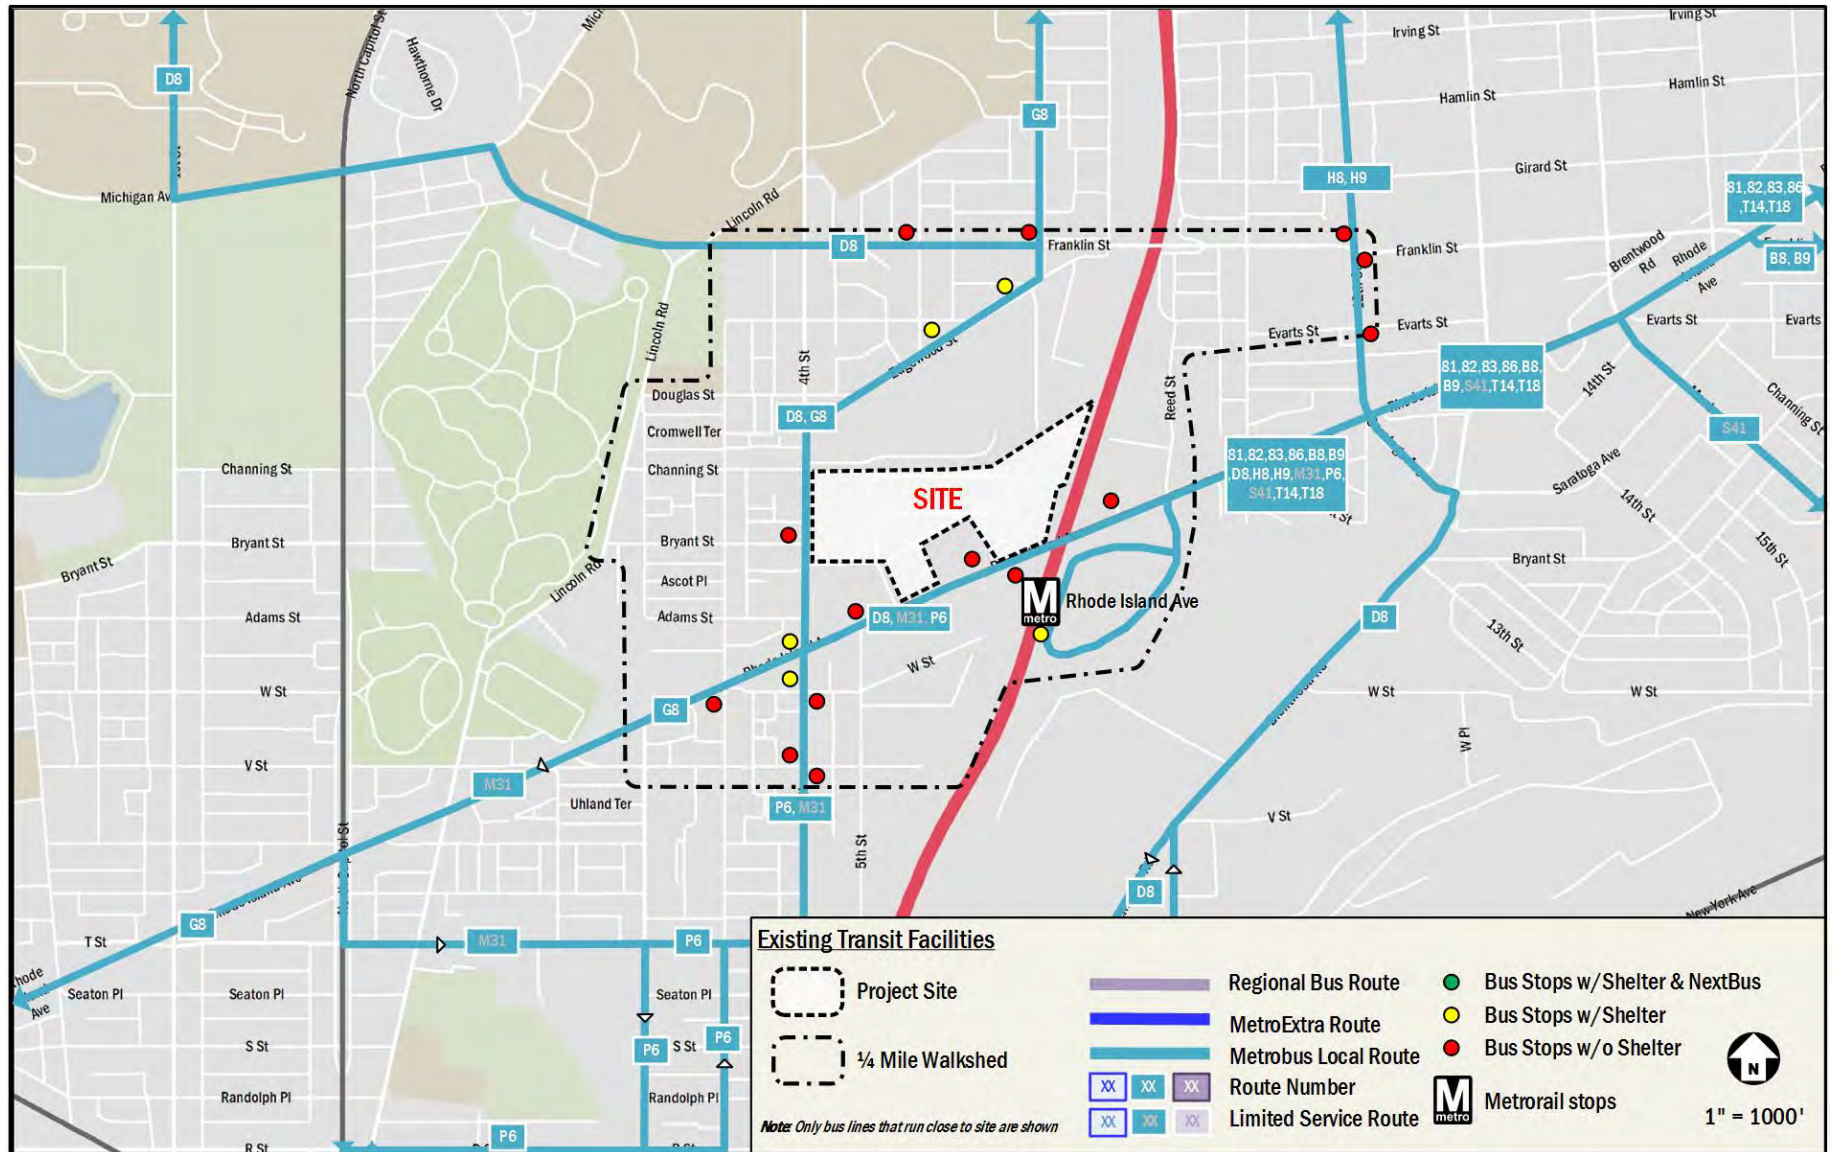 Irving St
Irving St
North Capitol St
Hawthorne Dr
D8
Hamlin St
Hamlin St
G8
Girard St
H8, H9
81,82,83,86
,T14,T18
Michigan Av
Lincoln Rd
D8
Franklin St
Franklin St
Brentwood
Rd
Rhode
Ave
B8, B9
Lincoln Rd
4th St
Evarts St
Evarts St
Evarts St
Evarts
Reed St
81,82,83,86,B8,
B9,S41,T14,T18
14th St
Channing St
Douglas St
D8, G8
Cromwell Ter
S41
Channing St
Channing St
SITE
81,82,83,86,B8,B9
,D8,H8,H9,M31,P6,
S41,T14,T18
Saratoga Ave
14th St
Bryant St
Bryant St
Bryant St
Bryant St
15th St
Lincoln Rd
Ascot Pl
M
metro
Rhode Island Ave
Adams St
Adams St
D8, M31, P6
D8
13th St
W St
W St
G8
W St
W St
W Pl
V St
M31
Uhland Ter
P6, M31
V St
5th St
D8
New York Ave
G8
T St
M31
P6
Ave
Seaton Pl
Seaton Pl
Seaton Pl
S St
S St
P6
P6
Randolph Pl
Randolph Pl
R St
P6
Existing Transit Facilities
Project Site
¼ Mile Walkshed
Note: Only bus lines that run close to site are shown
Regional Bus Route
MetroExtra Route
Metrobus Local Route
XX XX XX Route Number
XX XX XX Limited Service Route
Bus Stops w/Shelter & NextBus
Bus Stops w/Shelter
Bus Stops w/o Shelter
M
metro
Metrorail stops
N
1" = 1000'